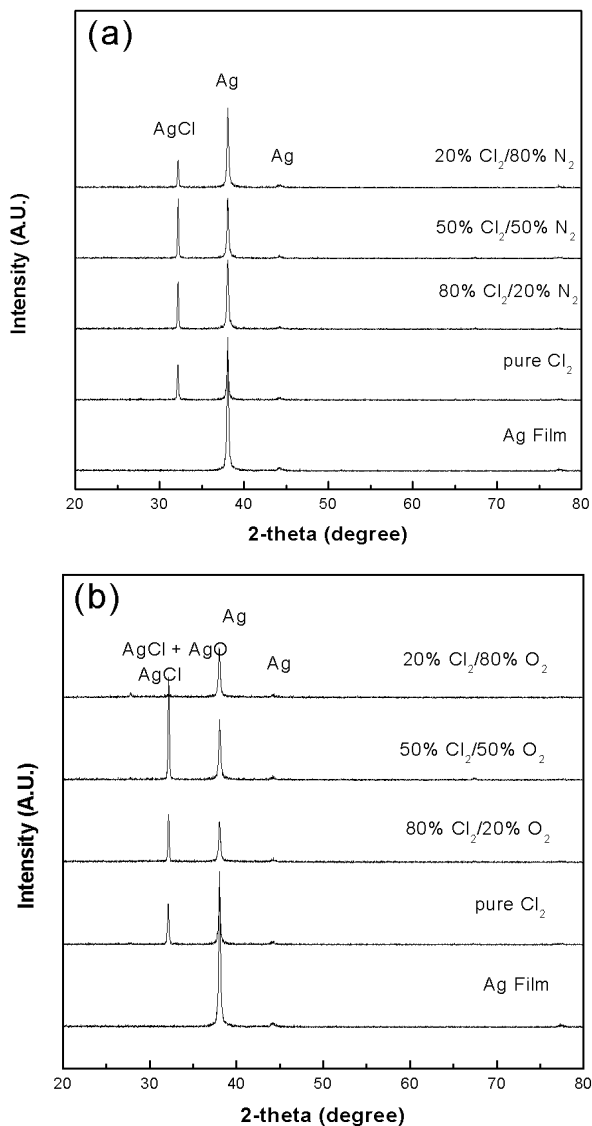 (a)
Ag
AgCl
Ag
20% Cl₂/80% N₂
50% Cl₂/50% N₂
80% Cl₂/20% N₂
pure Cl₂
Ag Film
Intensity (A.U.)
20 30 40 50 60 70 80
2-theta (degree)
(b)
Ag
AgCl + AgO
AgCl
Ag
20% Cl₂/80% O₂
50% Cl₂/50% O₂
80% Cl₂/20% O₂
pure Cl₂
Ag Film
Intensity (A.U.)
20 30 40 50 60 70 80
2-theta (degree)